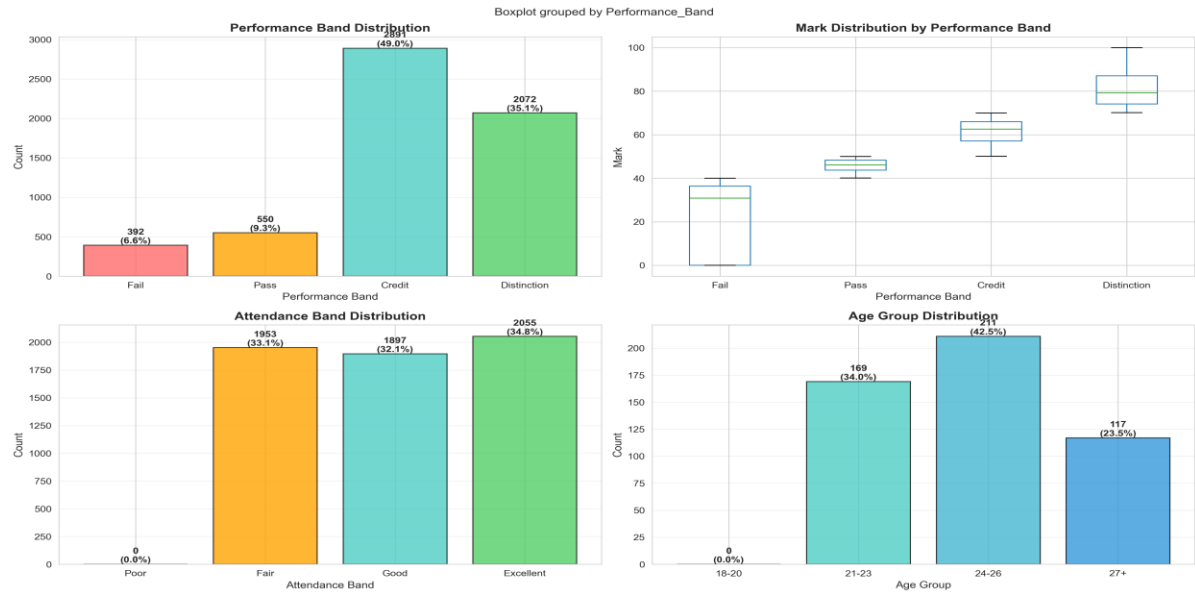 Boxplot grouped by Performance_Band
Performance Band Distribution
Count
3000
2500
2000
1500
1000
500
0
392
(6.6%)
550
(9.3%)
2891
(49.0%)
2072
(35.1%)
Fail
Pass
Credit
Distinction
Performance Band
Mark Distribution by Performance Band
Mark
100
80
60
40
20
0
Fail
Pass
Credit
Distinction
Performance Band
Attendance Band Distribution
Count
2000
1750
1500
1250
1000
750
500
250
0
0
(0.0%)
1953
(33.1%)
1897
(32.1%)
2055
(34.8%)
Poor
Fair
Good
Excellent
Attendance Band
Age Group Distribution
Count
200
175
150
125
100
75
50
25
0
0
(0.0%)
169
(34.0%)
211
(42.5%)
117
(23.5%)
18-20
21-23
24-26
27+
Age Group